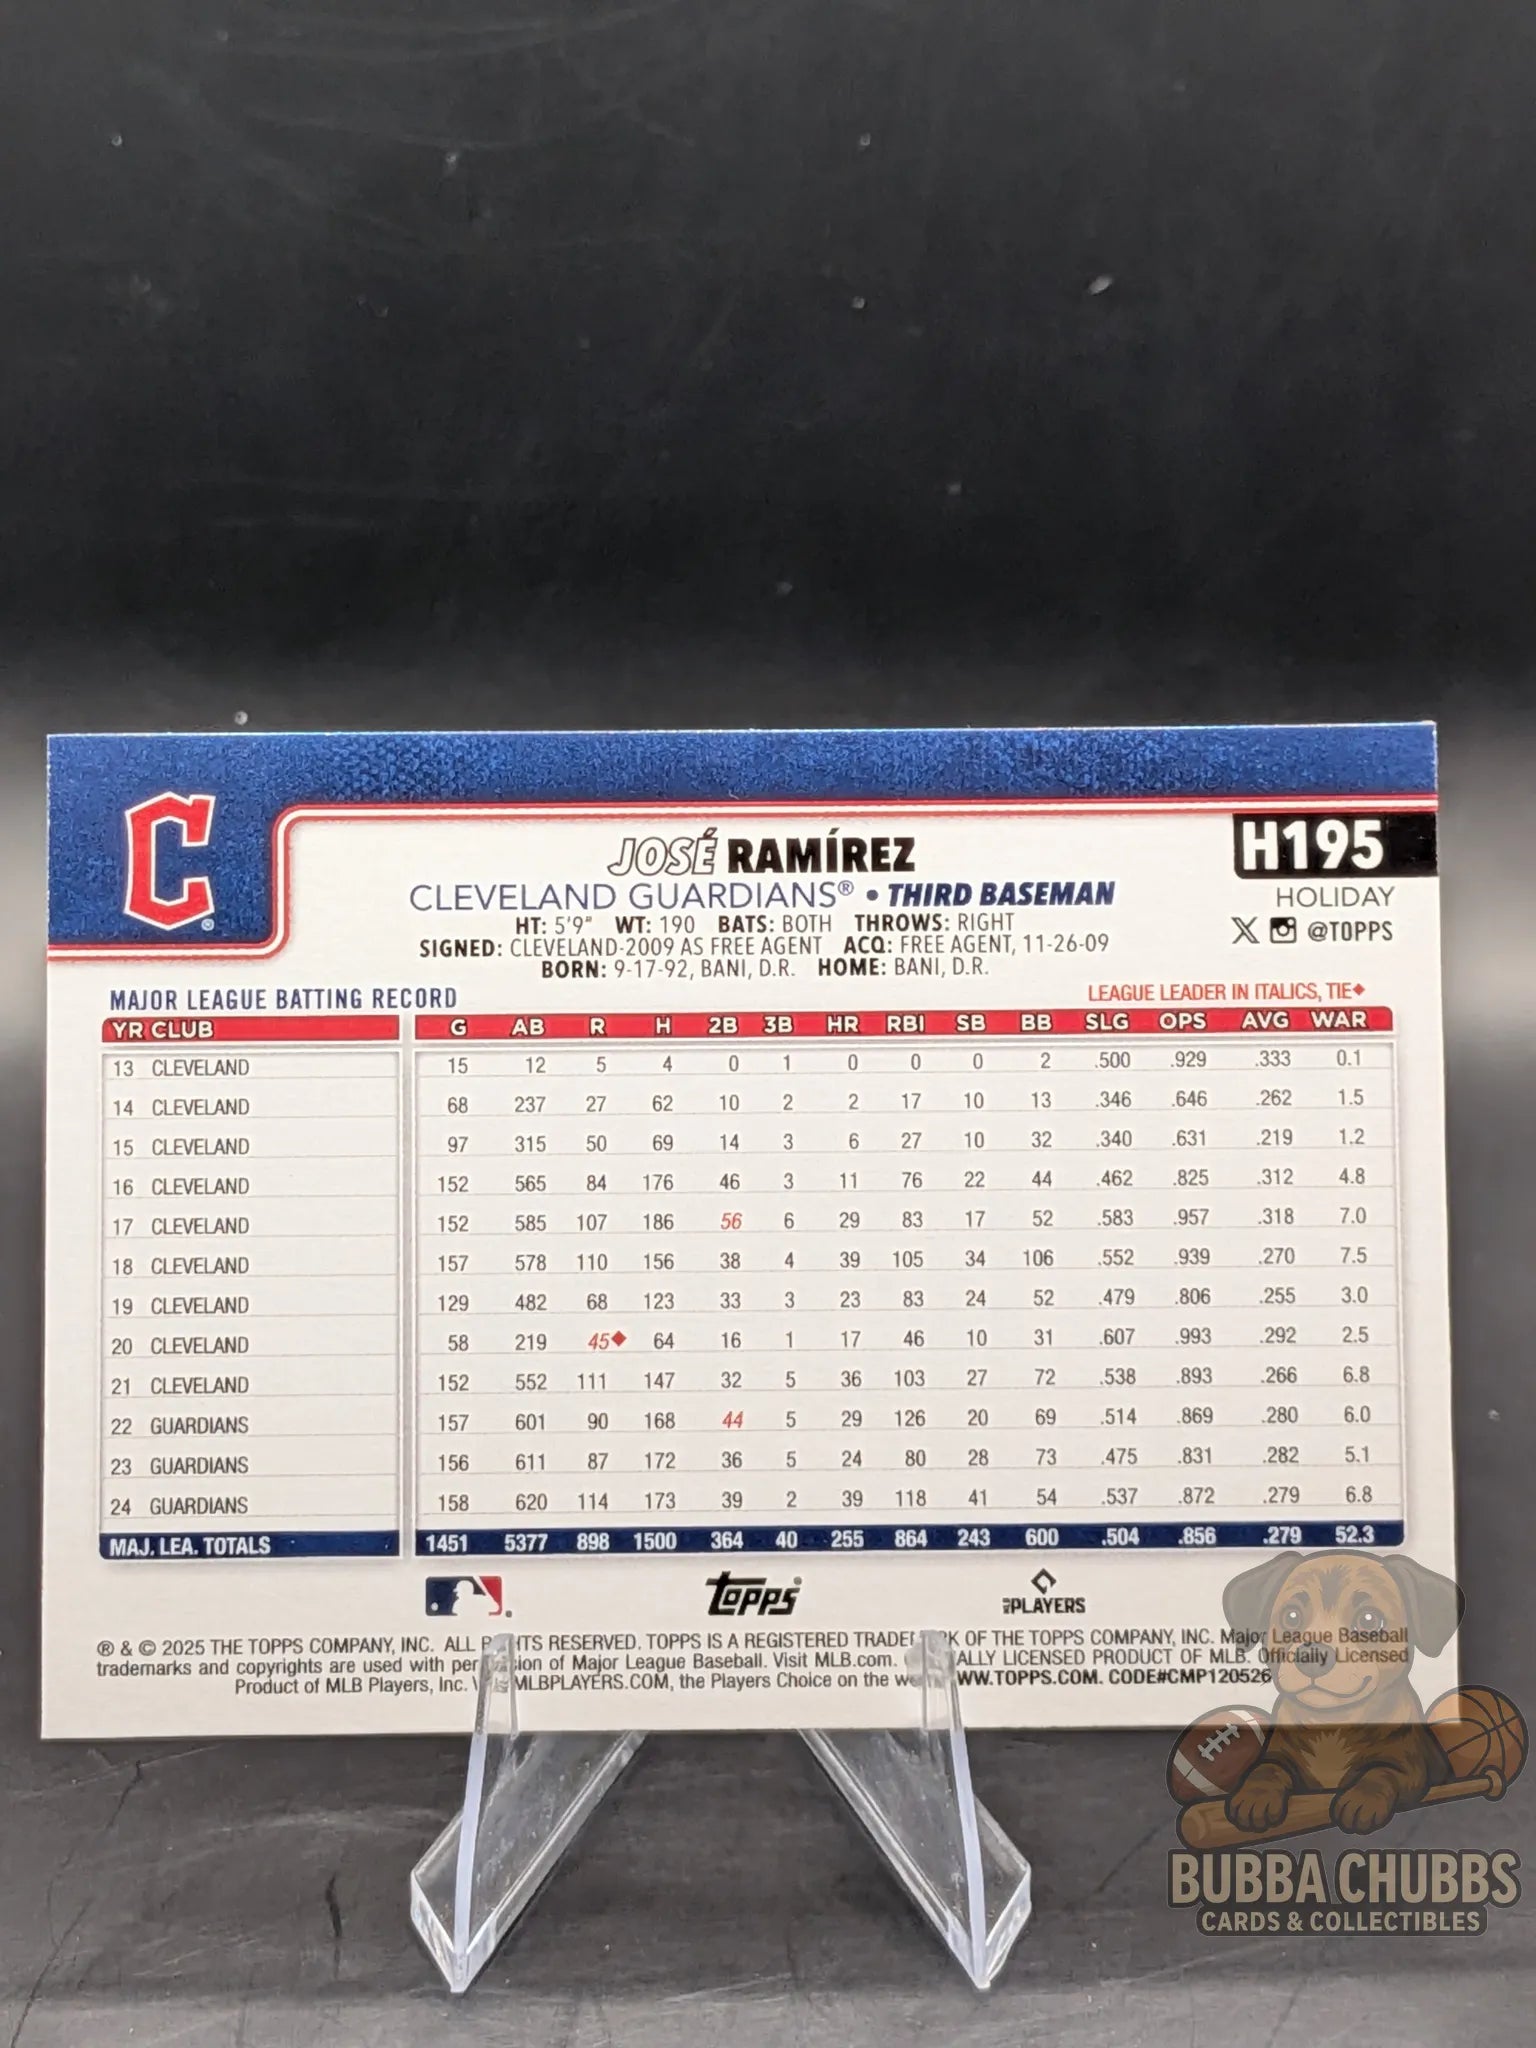 C
JOSÉ RAMÍREZ
H195
CLEVELAND GUARDIANS® • THIRD BASEMAN
HOLIDAY
HT: 5'9" WT: 190 BATS: BOTH THROWS: RIGHT
@TOPPS
SIGNED: CLEVELAND-2009 AS FREE AGENT ACQ: FREE AGENT, 11-26-09
BORN: 9-17-92, BANI, D.R. HOME: BANI, D.R.
MAJOR LEAGUE BATTING RECORD LEAGUE LEADER IN ITALICS, TIE◆
YR CLUB G AB R H 2B 3B HR RBI SB BB SLG OPS AVG WAR
13 CLEVELAND 15 12 5 4 0 1 0 0 0 2 .500 .929 .333 0.1
14 CLEVELAND 68 237 27 62 10 2 2 17 10 13 .346 .646 .262 1.5
15 CLEVELAND 97 315 50 69 14 3 6 27 10 32 .340 .631 .219 1.2
16 CLEVELAND 152 565 84 176 46 3 11 76 22 44 .462 .825 .312 4.8
17 CLEVELAND 152 585 107 186 56 6 29 83 17 52 .583 .957 .318 7.0
18 CLEVELAND 157 578 110 156 38 4 39 105 34 106 .552 .939 .270 7.5
19 CLEVELAND 129 482 68 123 33 3 23 83 24 52 .479 .806 .255 3.0
20 CLEVELAND 58 219 45◆ 64 16 1 17 46 10 31 .607 .993 .292 2.5
21 CLEVELAND 152 552 111 147 32 5 36 103 27 72 .538 .893 .266 6.8
22 GUARDIANS 157 601 90 168 44 5 29 126 20 69 .514 .869 .280 6.0
23 GUARDIANS 156 611 87 172 36 5 24 80 28 73 .475 .831 .282 5.1
24 GUARDIANS 158 620 114 173 39 2 39 118 41 54 .537 .872 .279 6.8
MAJ. LEA. TOTALS 1451 5377 898 1500 364 40 255 864 243 600 .504 .856 .279 52.3
Topps® PLAYERS
® & © 2025 THE TOPPS COMPANY, INC. ALL RESERVED. TOPPS IS A REGISTERED OF THE TOPPS COMPANY, INC. Major League Baseball
trademarks and copyrights are used with of Major League Baseball. Visit MLB.com. LICENSED PRODUCT OF MLB. Officially Licensed
Product of MLB Players, Inc. MLBPLAYERS.COM, the Players Choice on the WWW.TOPPS.COM. CODE#CMP120526
BUBBA CHUBBS
CARDS & COLLECTIBLES